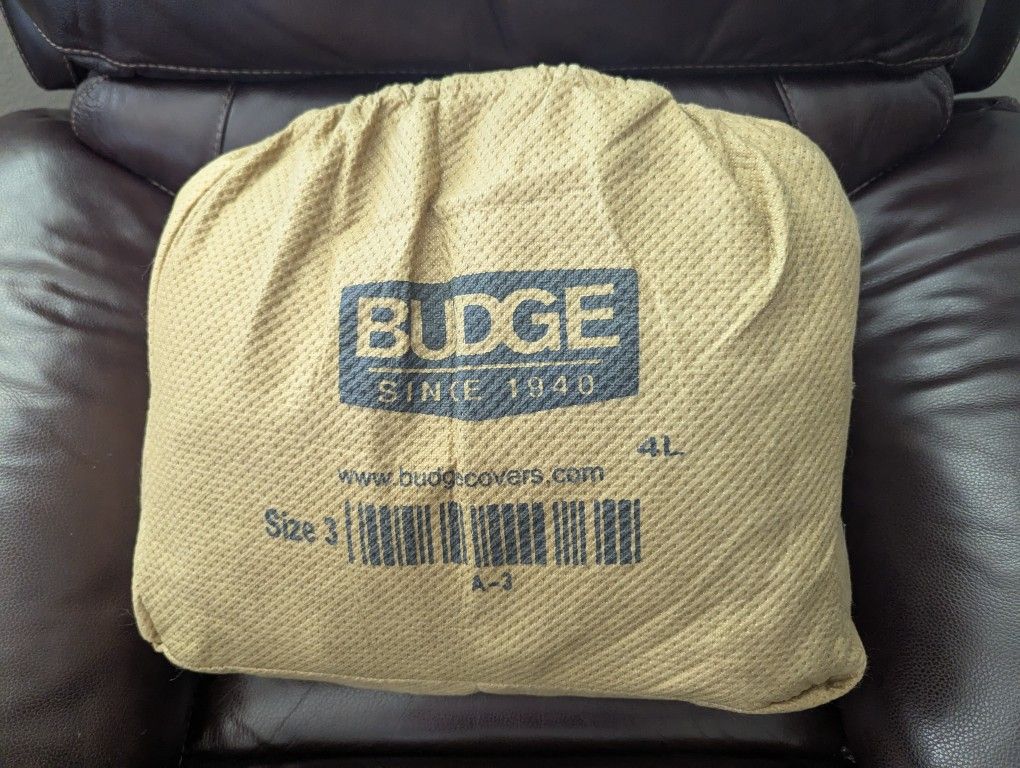 BUDGE
SINCE 1940
4L
www.budgecovers.com
Size 3
A-3